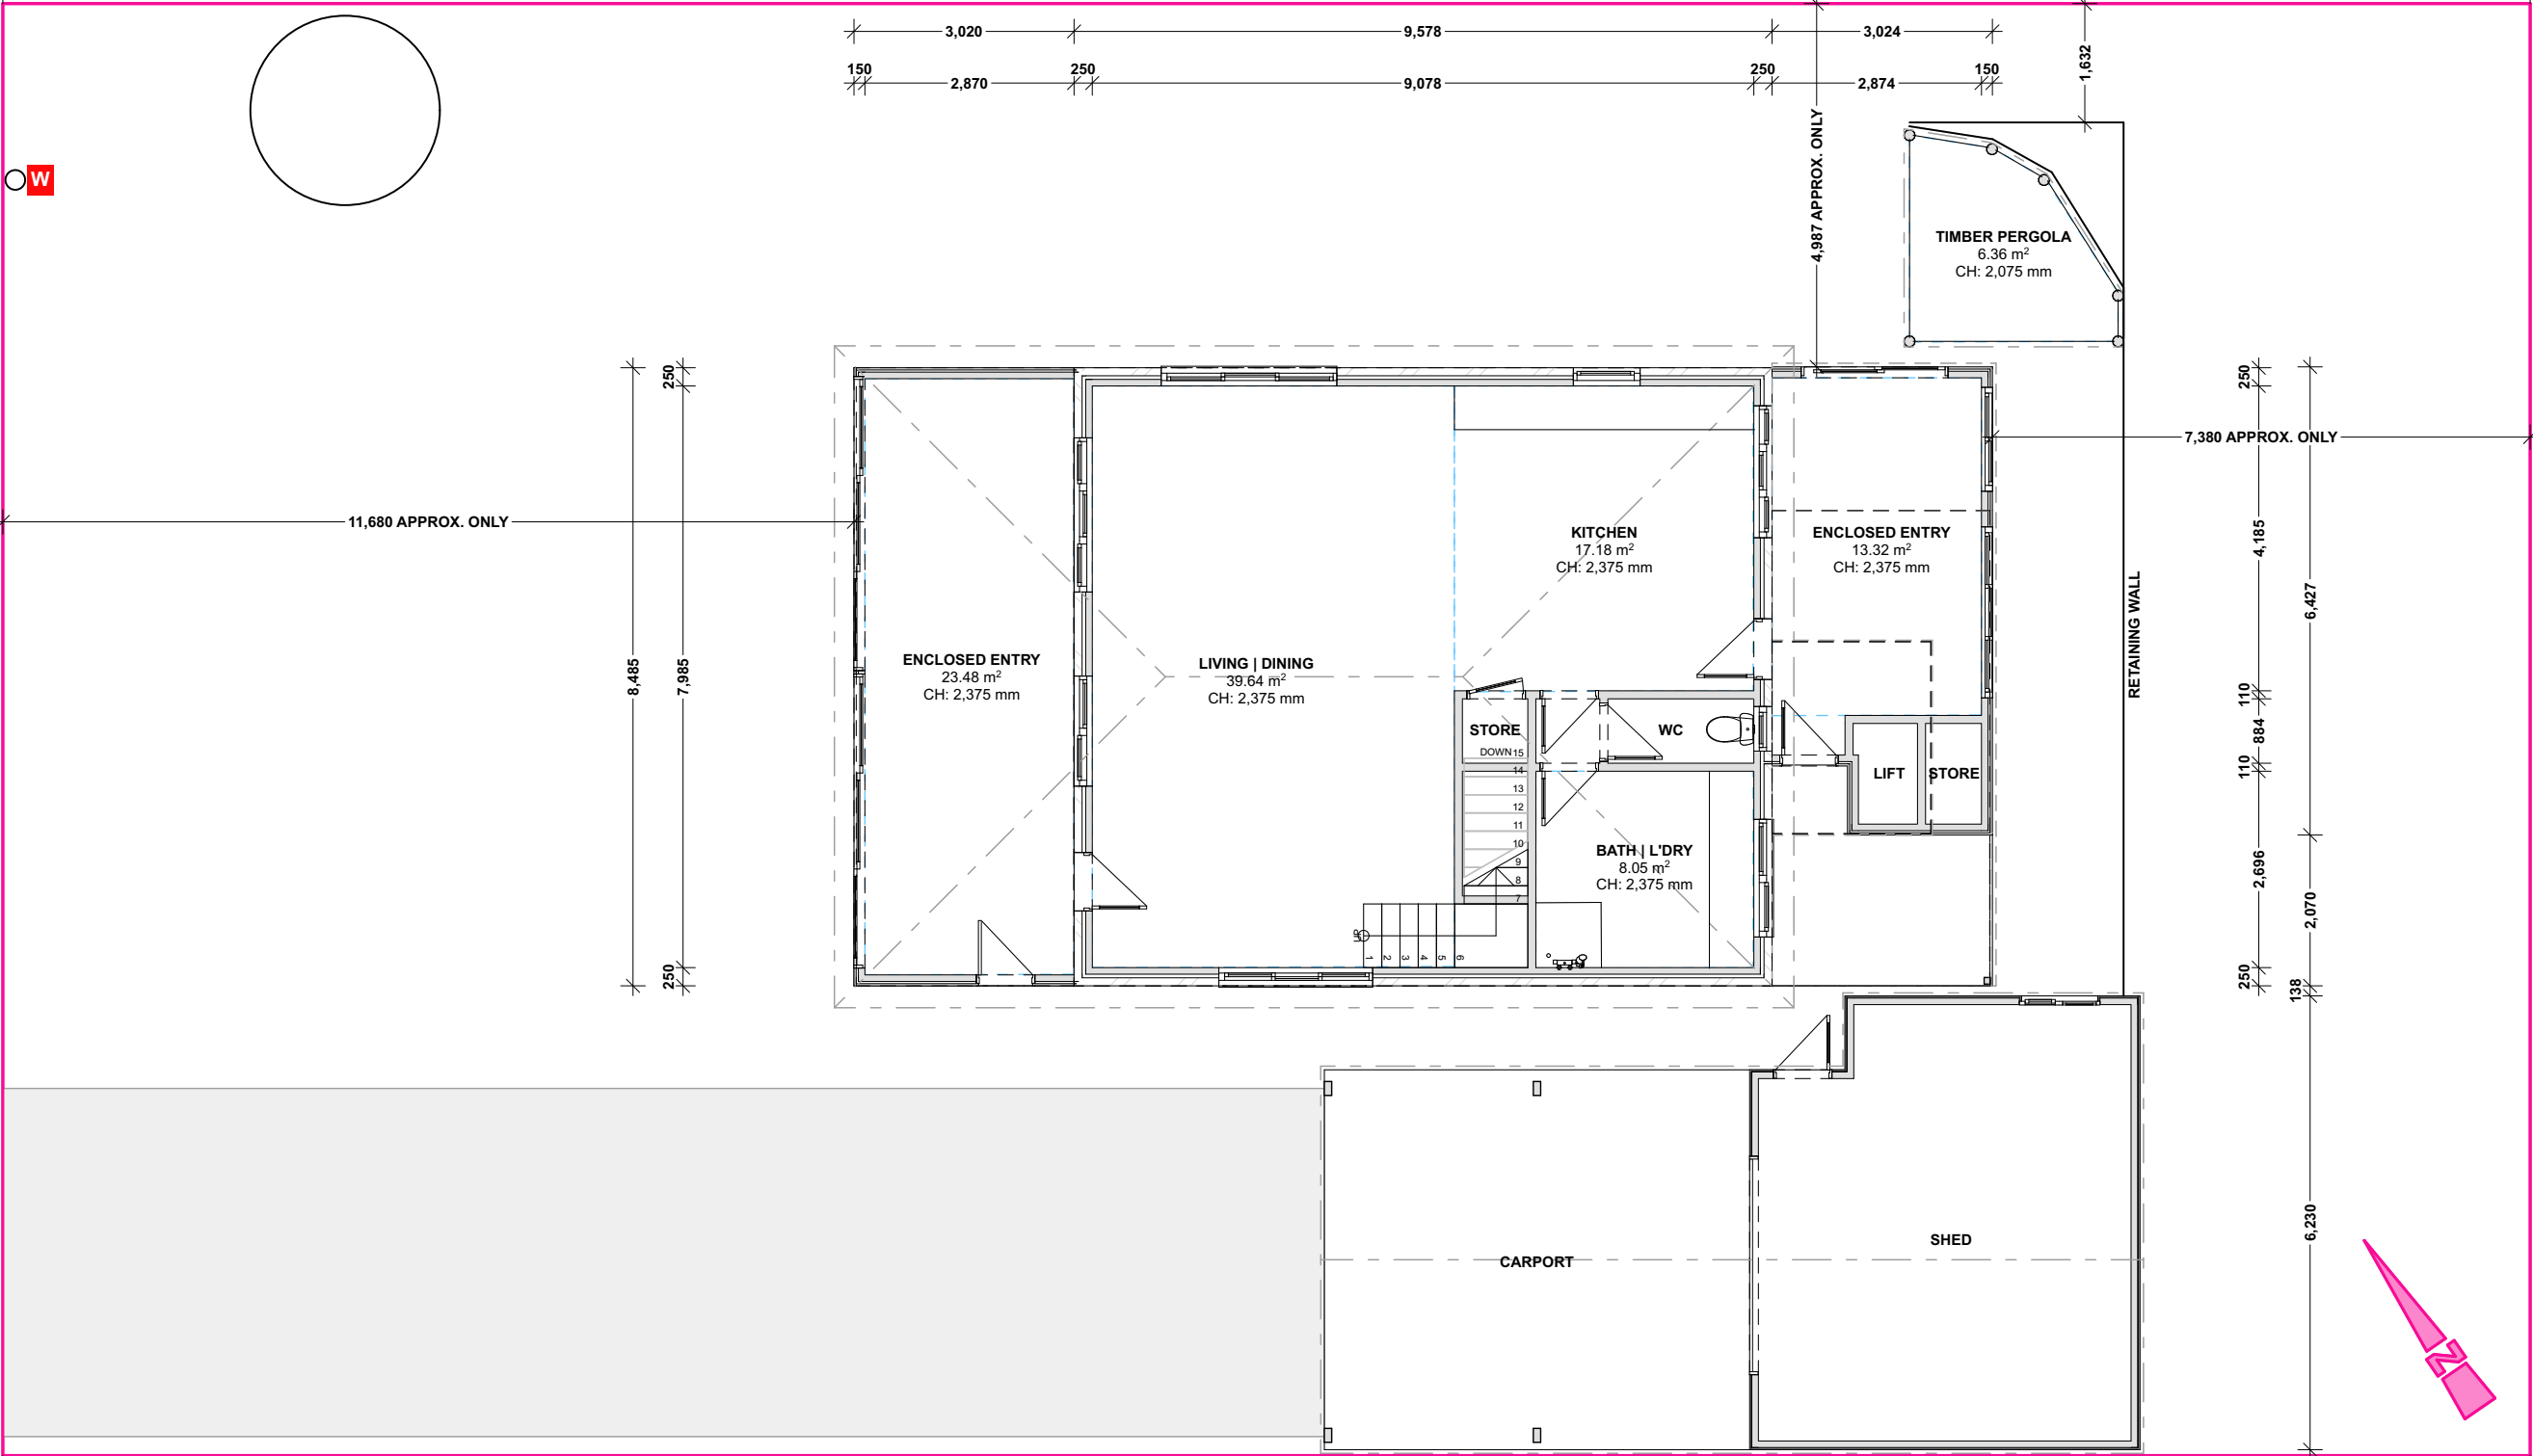 3,020
9,578
3,024
150
2,870
250
9,078
250
2,874
150
1,632
4,987 APPROX. ONLY
W
TIMBER PERGOLA
6.36 m²
CH: 2,075 mm
7,380 APPROX. ONLY
11,680 APPROX. ONLY
8,485
250
7,985
250
ENCLOSED ENTRY
23.48 m²
CH: 2,375 mm
LIVING | DINING
39.64 m²
CH: 2,375 mm
KITCHEN
17.18 m²
CH: 2,375 mm
ENCLOSED ENTRY
13.32 m²
CH: 2,375 mm
STORE
WC
DOWN 15
14
13
12
11
10
9
8
7
UP
1
2
3
4
5
6
BATH | L'DRY
8.05 m²
CH: 2,375 mm
LIFT
STORE
RETAINING WALL
250
4,185
110
884
110
2,696
250
6,427
2,070
138
6,230
CARPORT
SHED
N